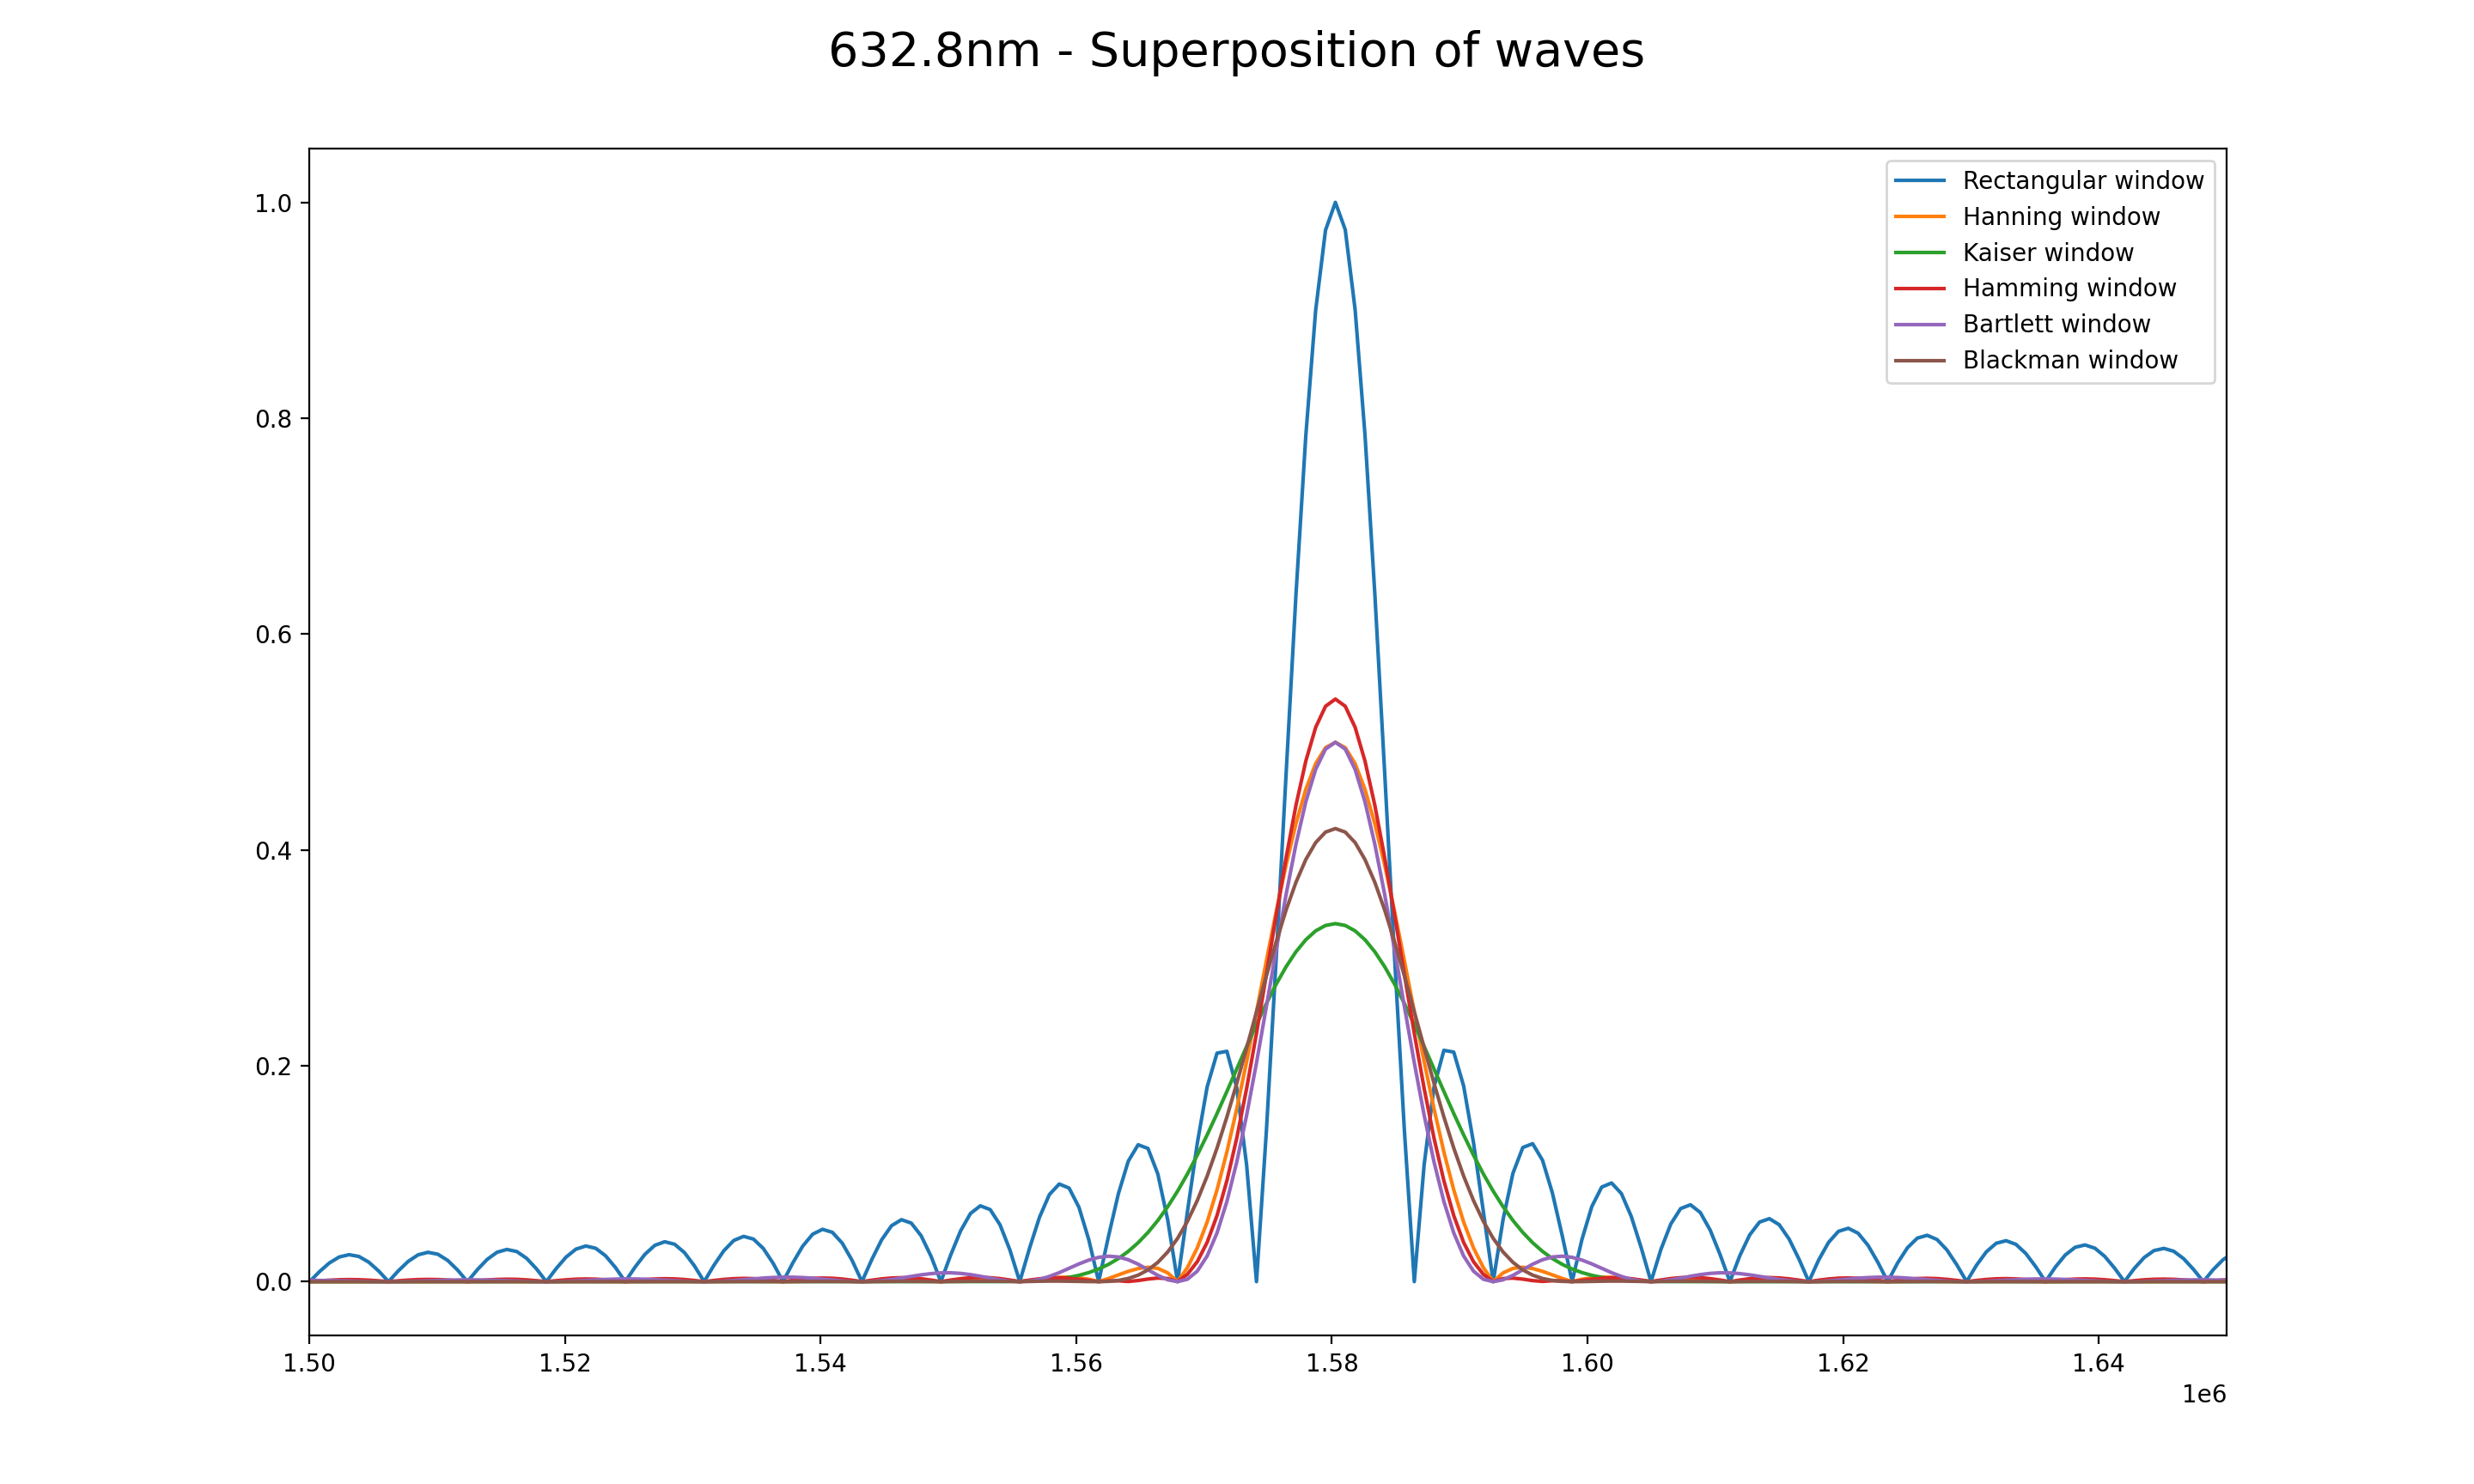 632.8nm - Superposition of waves
Rectangular window
Hanning window
Kaiser window
Hamming window
Bartlett window
Blackman window
1.0
0.8
0.6
0.4
0.2
0.0
1.50 1.52 1.54 1.56 1.58 1.60 1.62 1.64
1e6